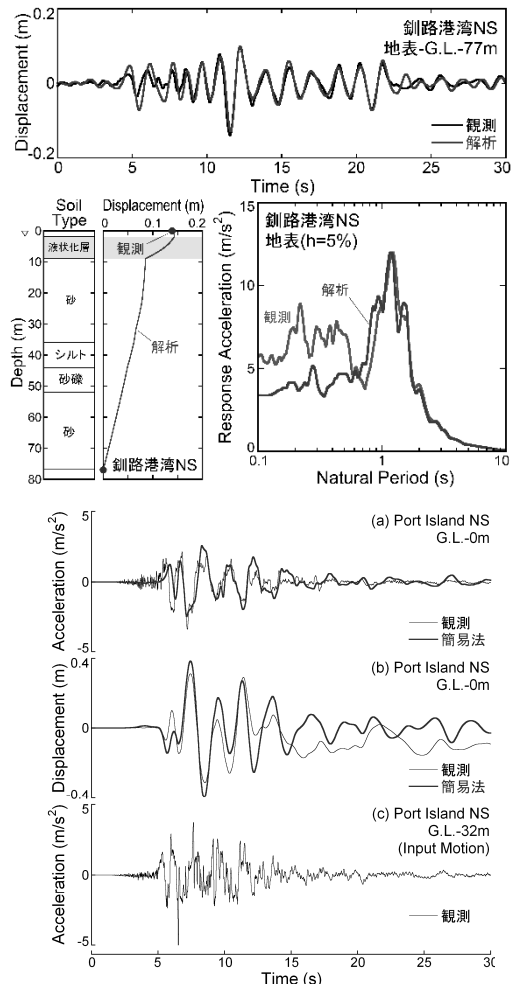 0.2
釧路港湾NS
地表-G.L.-77m
Displacement (m)
0
観測
解析
-0.2
0 5 10 15 20 25 30
Time (s)
Soil Type
Displacement (m)
0 0.1 0.2
▽
Depth (m)
0
10
20
30
40
50
60
70
80
液状化層
砂
シルト
砂礫
砂
観測
解析
釧路港湾NS
Response Acceleration (m/s²)
15
10
5
0
釧路港湾NS
地表(h=5%)
観測
解析
0.1 1 10
Natural Period (s)
5
(a) Port Island NS
G.L.-0m
Acceleration (m/s²)
0
観測
簡易法
-5
0.4
(b) Port Island NS
G.L.-0m
Displacement (m)
0
観測
簡易法
-0.4
5
(c) Port Island NS
G.L.-32m
(Input Motion)
Acceleration (m/s²)
0
観測
-5
0 5 10 15 20 25 30
Time (s)